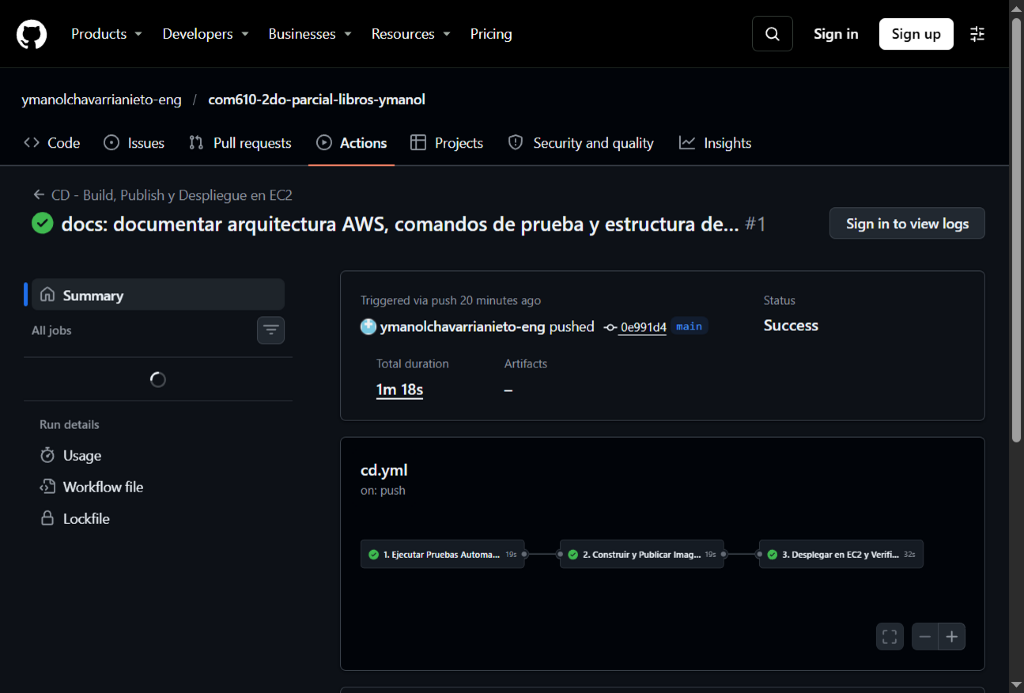 Products Developers Businesses Resources Pricing Sign in Sign up
ymanolchavarrianieto-eng / com610-2do-parcial-libros-ymanol
Code Issues Pull requests Actions Projects Security and quality Insights
CD - Build, Publish y Despliegue en EC2
docs: documentar arquitectura AWS, comandos de prueba y estructura de... #1
Sign in to view logs
Summary
All jobs
Run details
Usage
Workflow file
Lockfile
Triggered via push 20 minutes ago
ymanolchavarrianieto-eng pushed 0e991d4 main
Status
Success
Total duration
1m 18s
Artifacts
–
cd.yml
on: push
1. Ejecutar Pruebas Automa... 19s
2. Construir y Publicar Imag... 19s
3. Desplegar en EC2 y Verifi... 32s